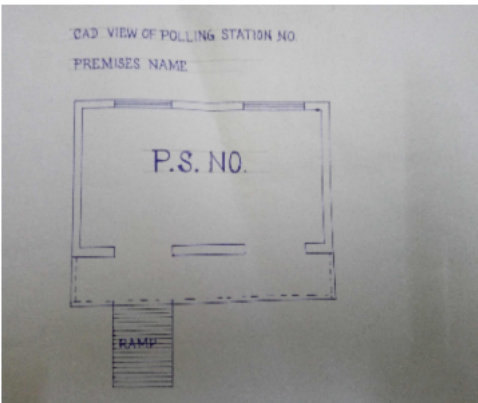 CAD VIEW OF POLLING STATION NO.
PREMISES NAME
P.S. NO.
RAMP